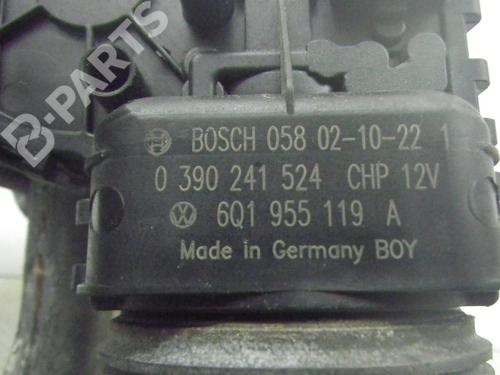 B-PARTS
BOSCH 058 02-10-22 1
0 390 241 524 CHP 12V
6Q1 955 119 A
Made in Germany BOY